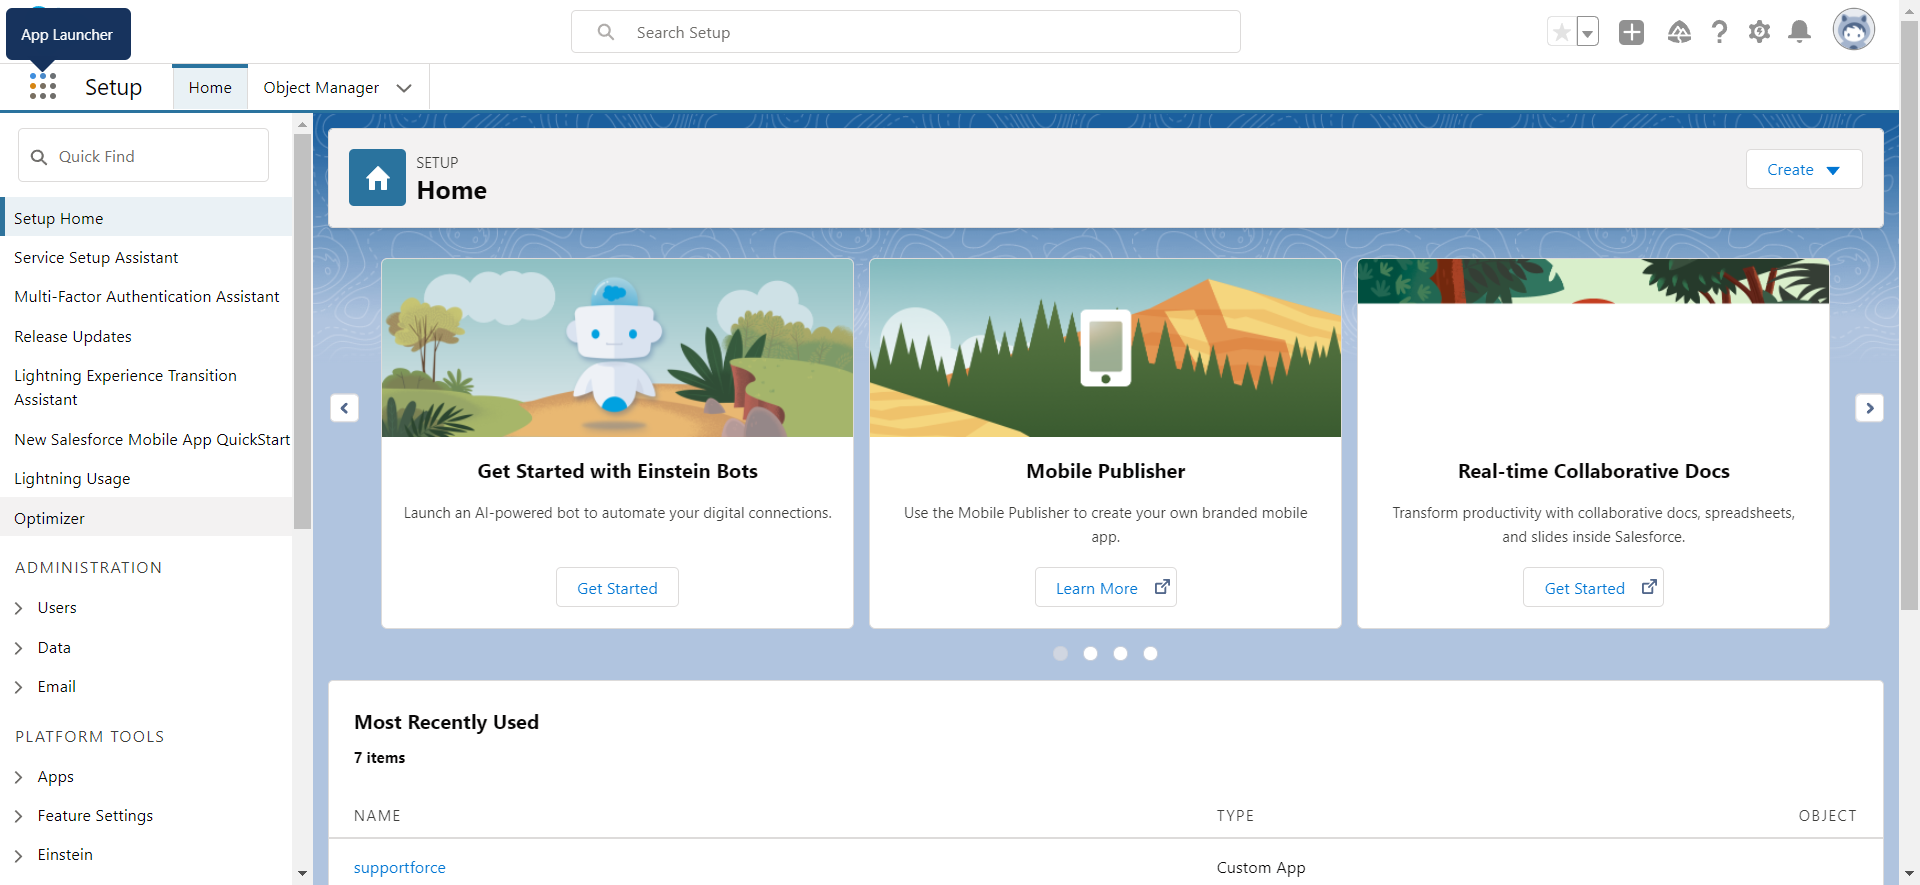 App Launcher
Search Setup
Setup
Home
Object Manager
Quick Find
Setup Home
Service Setup Assistant
Multi-Factor Authentication Assistant
Release Updates
Lightning Experience Transition
Assistant
New Salesforce Mobile App QuickStart
Lightning Usage
Optimizer
ADMINISTRATION
Users
Data
Email
PLATFORM TOOLS
Apps
Feature Settings
Einstein
SETUP
Home
Create
Get Started with Einstein Bots
Launch an AI-powered bot to automate your digital connections.
Get Started
Mobile Publisher
Use the Mobile Publisher to create your own branded mobile
app.
Learn More
Real-time Collaborative Docs
Transform productivity with collaborative docs, spreadsheets,
and slides inside Salesforce.
Get Started
Most Recently Used
7 items
NAME TYPE OBJECT
supportforce Custom App